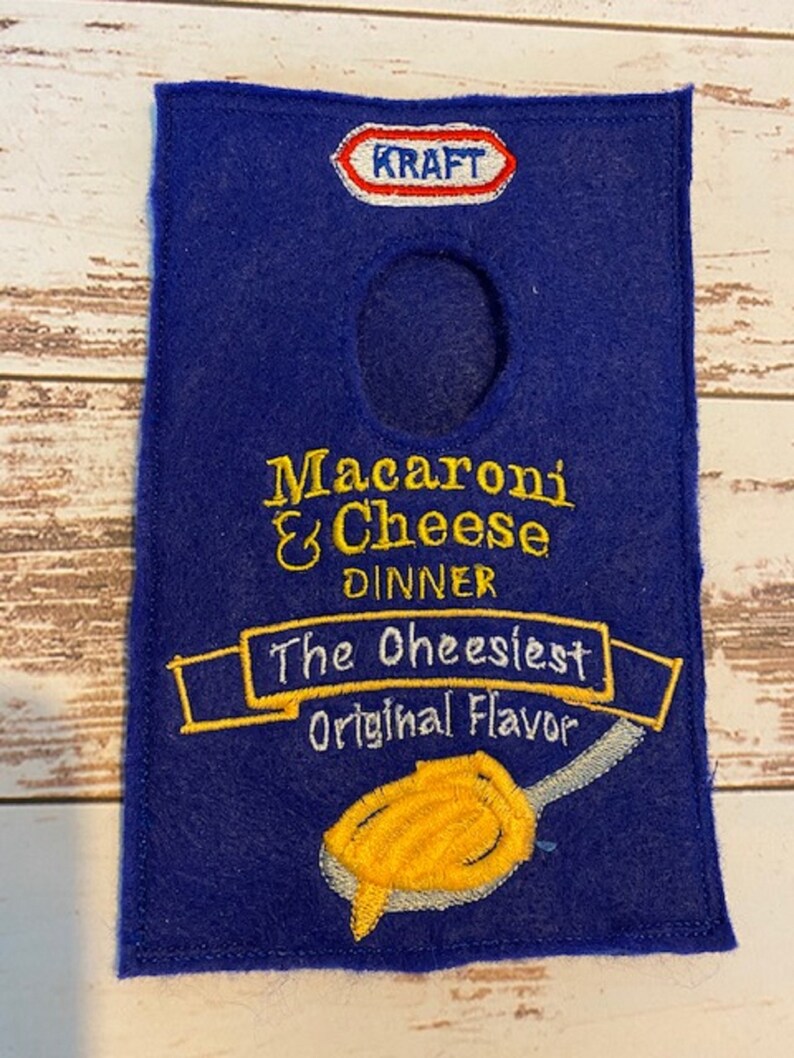 KRAFT
Macaroni
& Cheese
DINNER
The Cheesiest
Original Flavor